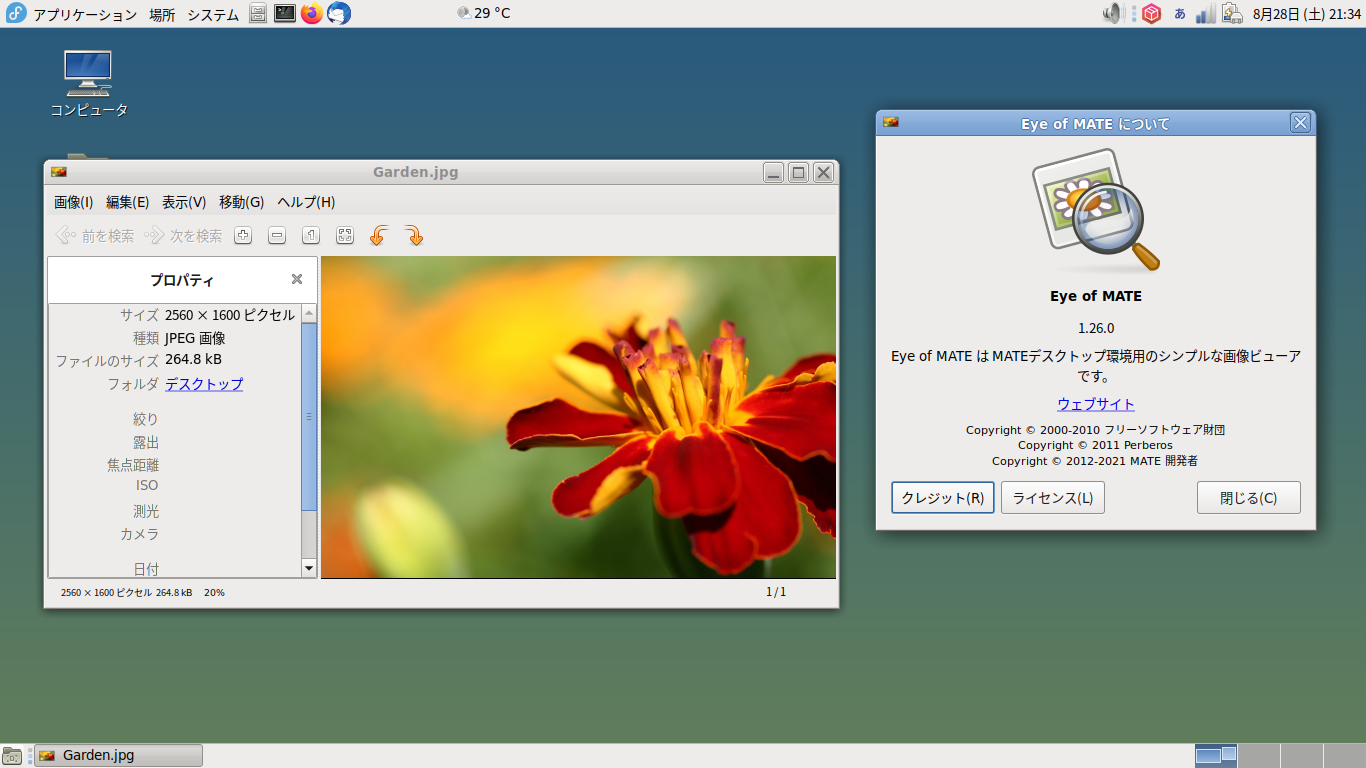 アプリケーション 場所 システム 29 °C あ 8月28日 (土) 21:34
コンピュータ
Garden.jpg
画像(I) 編集(E) 表示(V) 移動(G) ヘルプ(H)
前を検索 次を検索
プロパティ
サイズ 2560 × 1600 ピクセル
種類 JPEG 画像
ファイルのサイズ 264.8 kB
フォルダ デスクトップ
絞り
露出
焦点距離
ISO
測光
カメラ
日付
2560 × 1600 ピクセル 264.8 kB 20% 1 / 1
Eye of MATE について
Eye of MATE
1.26.0
Eye of MATE は MATEデスクトップ環境用のシンプルな画像ビューア
です。
ウェブサイト
Copyright © 2000-2010 フリーソフトウェア財団
Copyright © 2011 Perberos
Copyright © 2012-2021 MATE 開発者
クレジット(R) ライセンス(L) 閉じる(C)
Garden.jpg